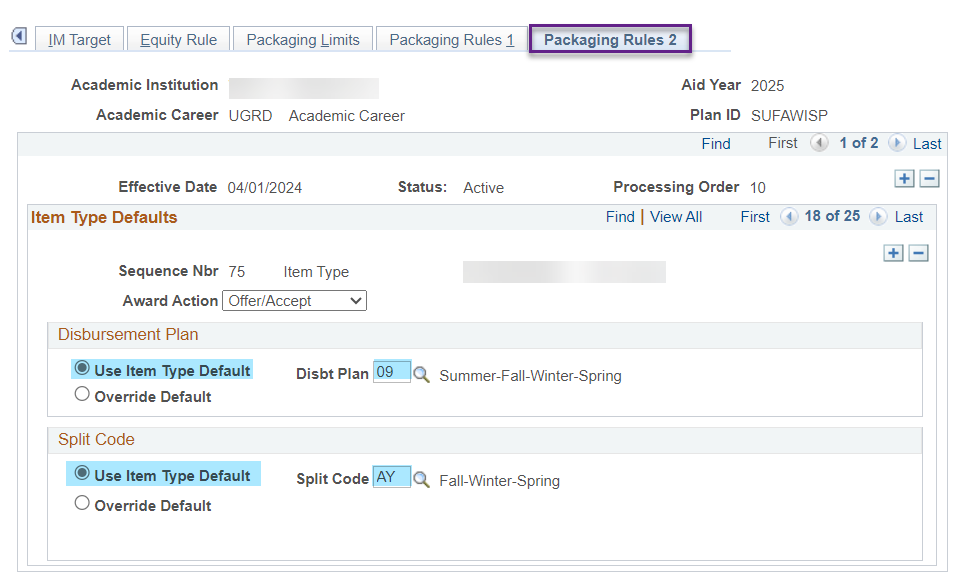 IM Target Equity Rule Packaging Limits Packaging Rules 1 Packaging Rules 2
Academic Institution Aid Year 2025
Academic Career UGRD Academic Career Plan ID SUFAWISP
Find First 1 of 2 Last
Effective Date 04/01/2024 Status: Active Processing Order 10
Item Type Defaults Find | View All First 18 of 25 Last
Sequence Nbr 75 Item Type
Award Action Offer/Accept
Disbursement Plan
Use Item Type Default Disbt Plan 09 Summer-Fall-Winter-Spring
Override Default
Split Code
Use Item Type Default Split Code AY Fall-Winter-Spring
Override Default